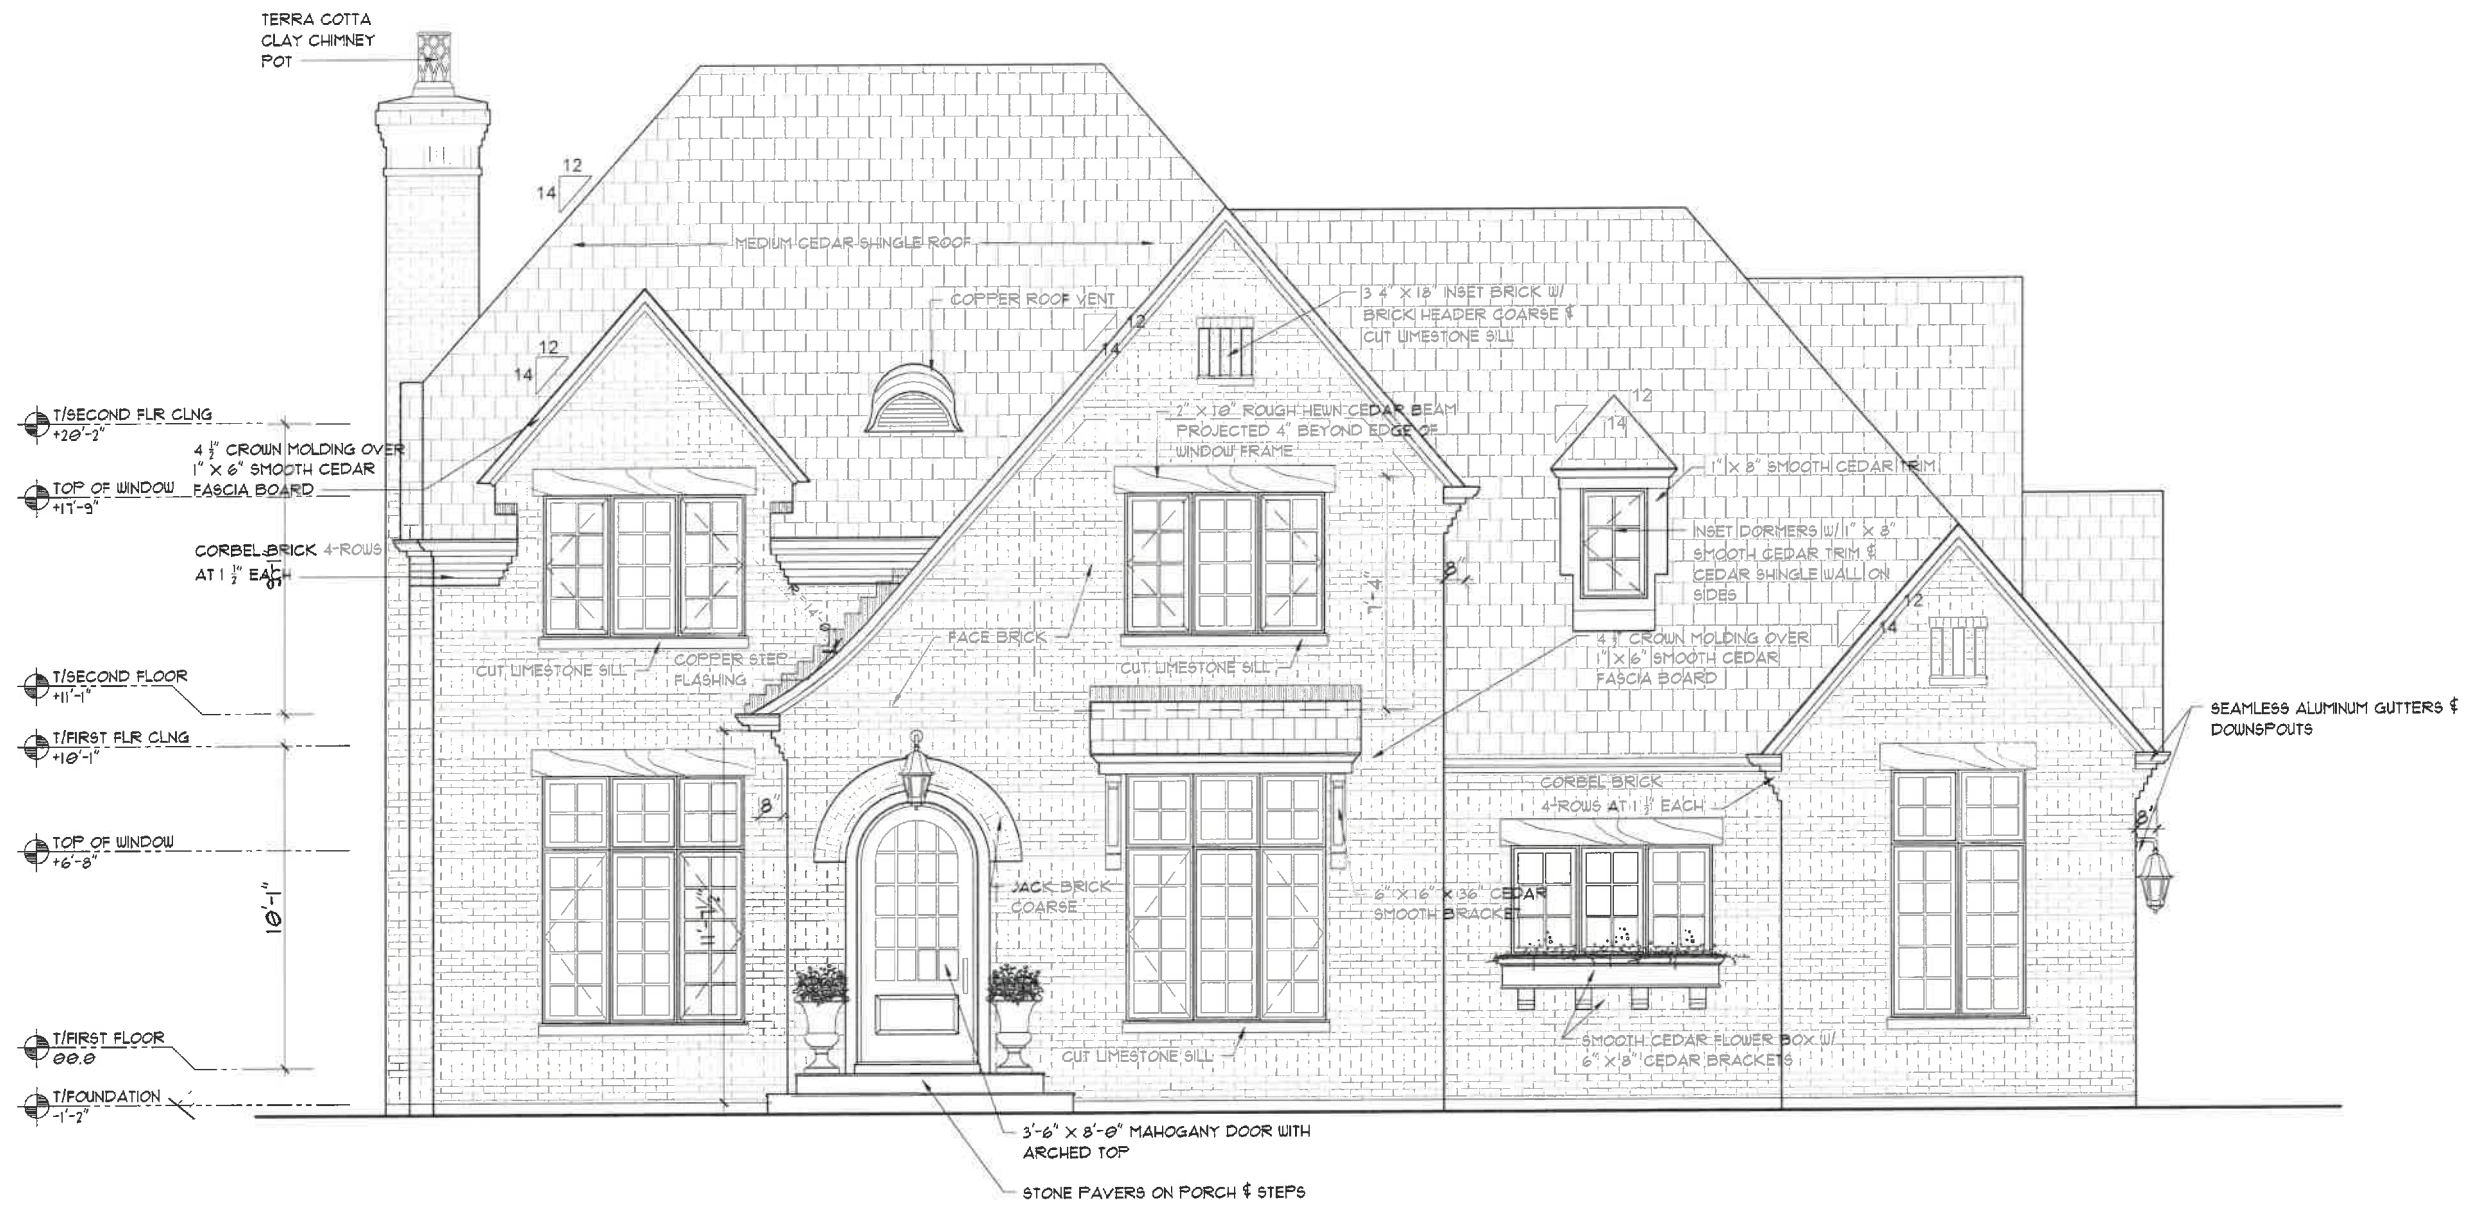 TERRA COTTA
CLAY CHIMNEY
POT
12
14
MEDIUM CEDAR SHINGLE ROOF
COPPER ROOF VENT
3 4" X 18" INSET BRICK W/
BRICK HEADER COARSE &
CUT LIMESTONE SILL
12
14
12
14
12
14
T/SECOND FLR CLNG
+20'-2"
4 1/2" CROWN MOLDING OVER
1" X 6" SMOOTH CEDAR
FASCIA BOARD
2" X 10" ROUGH HEWN CEDAR BEAM
PROJECTED 4" BEYOND EDGE OF
WINDOW FRAME
1" X 8" SMOOTH CEDAR TRIM
TOP OF WINDOW
+17'-9"
INSET DORMERS W/ 1" X 8"
SMOOTH CEDAR TRIM &
CEDAR SHINGLE WALL ON
SIDES
CORBEL BRICK 4-ROWS
AT 1 1/2" EACH
8"
7'-4"
12
14
FACE BRICK
4 1/2" CROWN MOLDING OVER
1" X 6" SMOOTH CEDAR
FASCIA BOARD
CUT LIMESTONE SILL
COPPER STEP
FLASHING
CUT LIMESTONE SILL
T/SECOND FLOOR
+11'-1"
SEAMLESS ALUMINUM GUTTERS &
DOWNSPOUTS
T/FIRST FLR CLNG
+10'-1"
CORBEL BRICK
4-ROWS AT 1 1/2" EACH
8"
8"
TOP OF WINDOW
+6'-8"
10'-1"
11'-7 1/2"
JACK BRICK
COARSE
6" X 16" X 36" CEDAR
SMOOTH BRACKET
T/FIRST FLOOR
00.0
CUT LIMESTONE SILL
SMOOTH CEDAR FLOWER BOX W/
6" X 8" CEDAR BRACKETS
T/FOUNDATION
-1'-2"
3'-6" X 8'-0" MAHOGANY DOOR WITH
ARCHED TOP
STONE PAVERS ON PORCH & STEPS